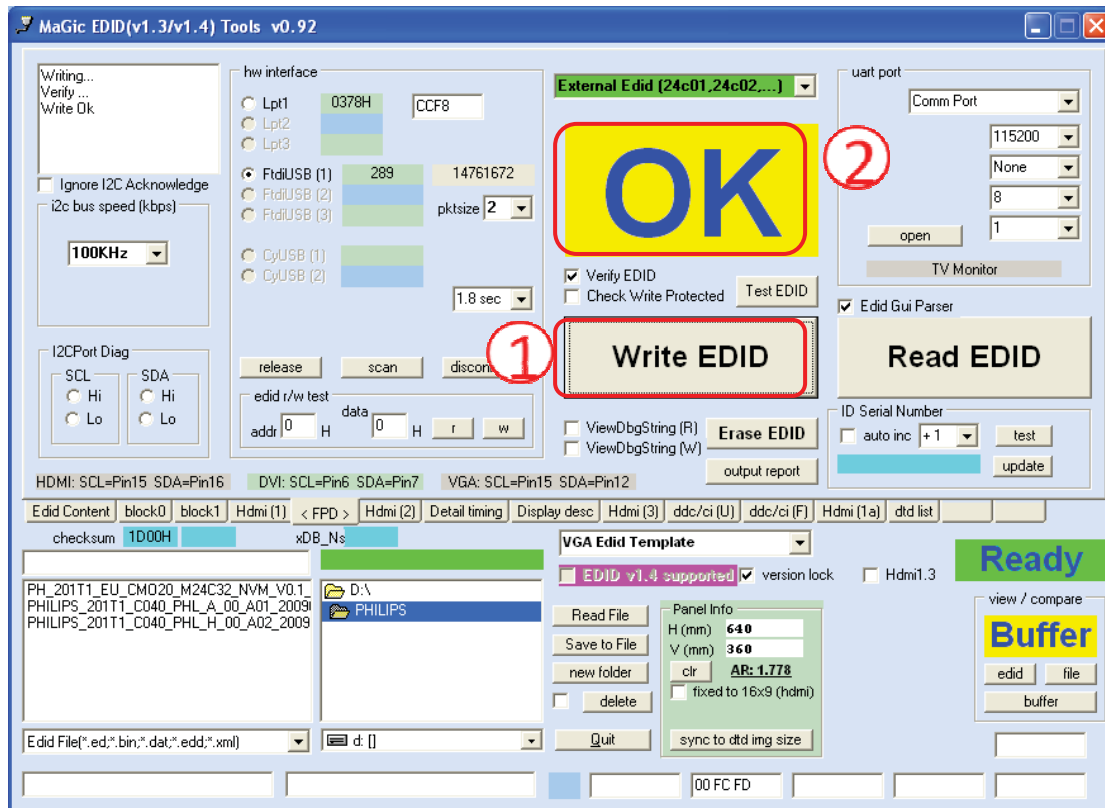 MaGic EDID(v1.3/v1.4) Tools v0.92
Writing...
Verify ...
Write Ok
Ignore I2C Acknowledge
i2c bus speed (kbps)
100KHz
I2CPort Diag
SCL
SDA
Hi
Hi
Lo
Lo
hw interface
Lpt1 0378H CCF8
Lpt2
Lpt3
FtdiUSB (1) 289 14761672
FtdiUSB (2)
FtdiUSB (3)
pktsize 2
CyUSB (1)
CyUSB (2)
1.8 sec
release scan
edid r/w test
addr 0 H data 0 H r w
External Edid (24c01,24c02,...)
OK
2
Verify EDID
Check Write Protected
Test EDID
1
Write EDID
ViewDbgString (R)
ViewDbgString (W)
Erase EDID
output report
uart port
Comm Port
115200
None
8
1
open
TV Monitor
Edid Gui Parser
Read EDID
ID Serial Number
auto inc +1 test
update
HDMI: SCL=Pin15 SDA=Pin16 DVI: SCL=Pin6 SDA=Pin7 VGA: SCL=Pin15 SDA=Pin12
Edid Content block0 block1 Hdmi (1) < FPD > Hdmi (2) Detail timing Display desc Hdmi (3) ddc/ci (U) ddc/ci (F) Hdmi (1a) dtd list
checksum 1D00H xDB_Ns
PH_201T1_EU_CMO20_M24C32_NVM_V0.1_
PHILIPS_201T1_C040_PHL_A_00_A01_2009
PHILIPS_201T1_C040_PHL_H_00_A02_2009
D:\
PHILIPS
Edid File(*.ed;*.bin;*.dat;*.edd;*.xml)
d: []
VGA Edid Template
EDID v1.4 supported version lock Hdmi1.3
Read File
Save to File
new folder
delete
Quit
Panel Info
H (mm) 640
V (mm) 360
clr AR: 1.778
fixed to 16x9 (hdmi)
sync to dtd img size
Ready
view / compare
Buffer
edid file
buffer
00 FC FD